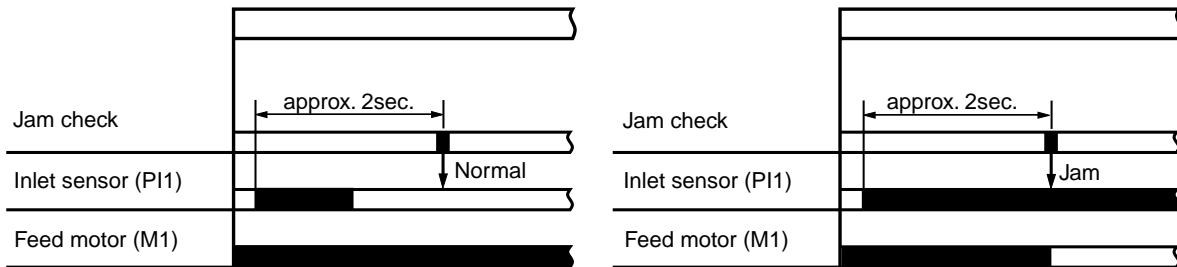 approx. 2sec.
Jam check
Normal
Inlet sensor (PI1)
Feed motor (M1)
approx. 2sec.
Jam check
Jam
Inlet sensor (PI1)
Feed motor (M1)